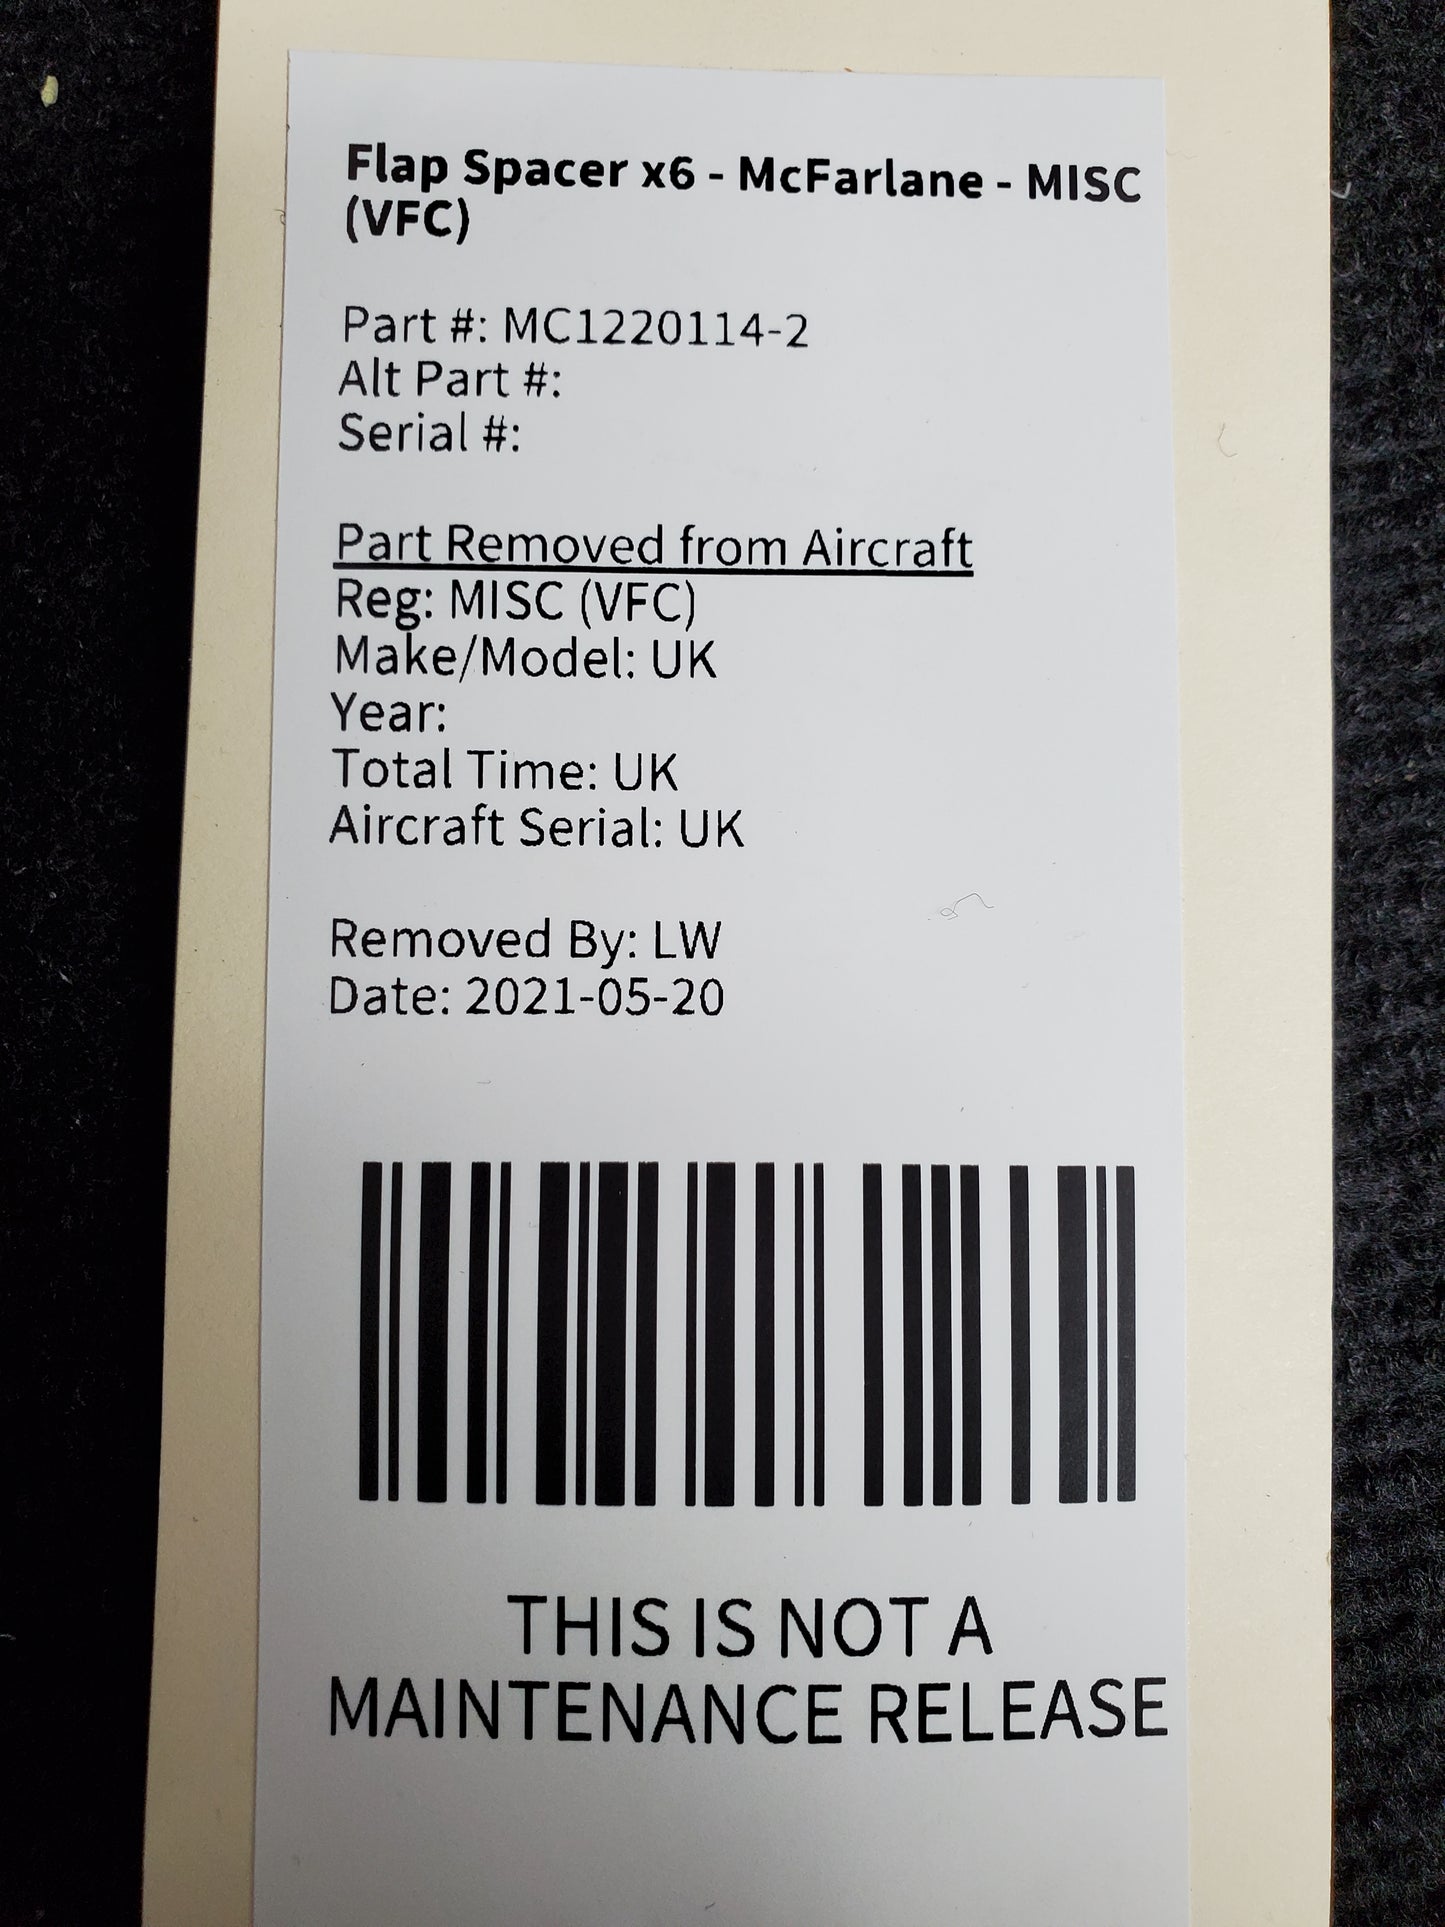 Flap Spacer x6 - McFarlane - MISC
(VFC)
Part #: MC1220114-2
Alt Part #:
Serial #:
Part Removed from Aircraft
Reg: MISC (VFC)
Make/Model: UK
Year:
Total Time: UK
Aircraft Serial: UK
Removed By: LW
Date: 2021-05-20
THIS IS NOT A
MAINTENANCE RELEASE